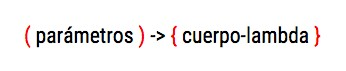 ( parámetros ) -> { cuerpo-lambda }